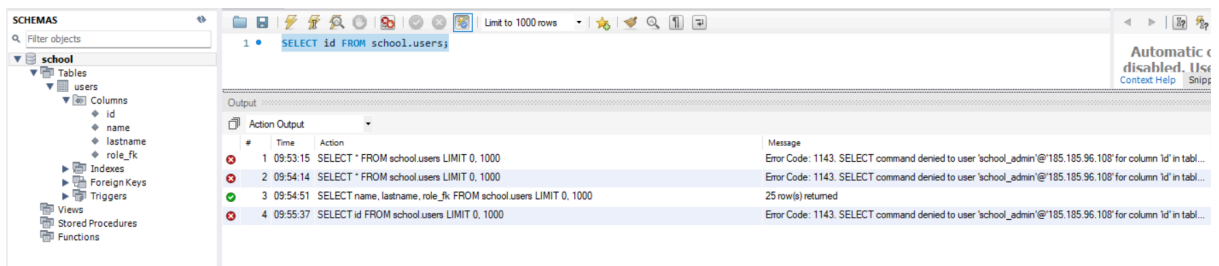 SCHEMAS
Filter objects
school
Tables
users
Columns
id
name
lastname
role_fk
Indexes
Foreign Keys
Triggers
Views
Stored Procedures
Functions
Limit to 1000 rows
1 SELECT id FROM school.users;
Automatic c
disabled. Use
Context Help Snipp
Output
Action Output
# Time Action Message
1 09:53:15 SELECT * FROM school.users LIMIT 0, 1000 Error Code: 1143. SELECT command denied to user 'school_admin'@'185.185.96.108' for column 'id' in tabl...
2 09:54:14 SELECT * FROM school.users LIMIT 0, 1000 Error Code: 1143. SELECT command denied to user 'school_admin'@'185.185.96.108' for column 'id' in tabl...
3 09:54:51 SELECT name, lastname, role_fk FROM school.users LIMIT 0, 1000 25 row(s) returned
4 09:55:37 SELECT id FROM school.users LIMIT 0, 1000 Error Code: 1143. SELECT command denied to user 'school_admin'@'185.185.96.108' for column 'id' in tabl...